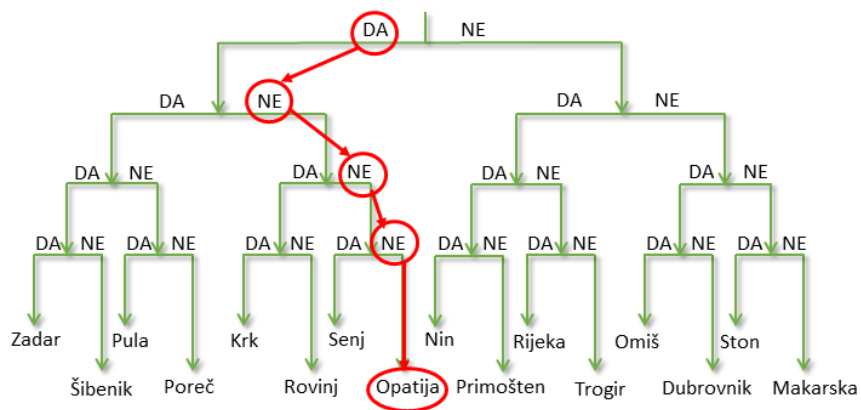 DA NE
DA NE DA NE
DA NE DA NE DA NE DA NE
DA NE DA NE DA NE DA NE DA NE DA NE DA NE DA NE
Zadar Pula Krk Senj Nin Rijeka Omiš Ston
Šibenik Poreč Rovinj Opatija Primošten Trogir Dubrovnik Makarska